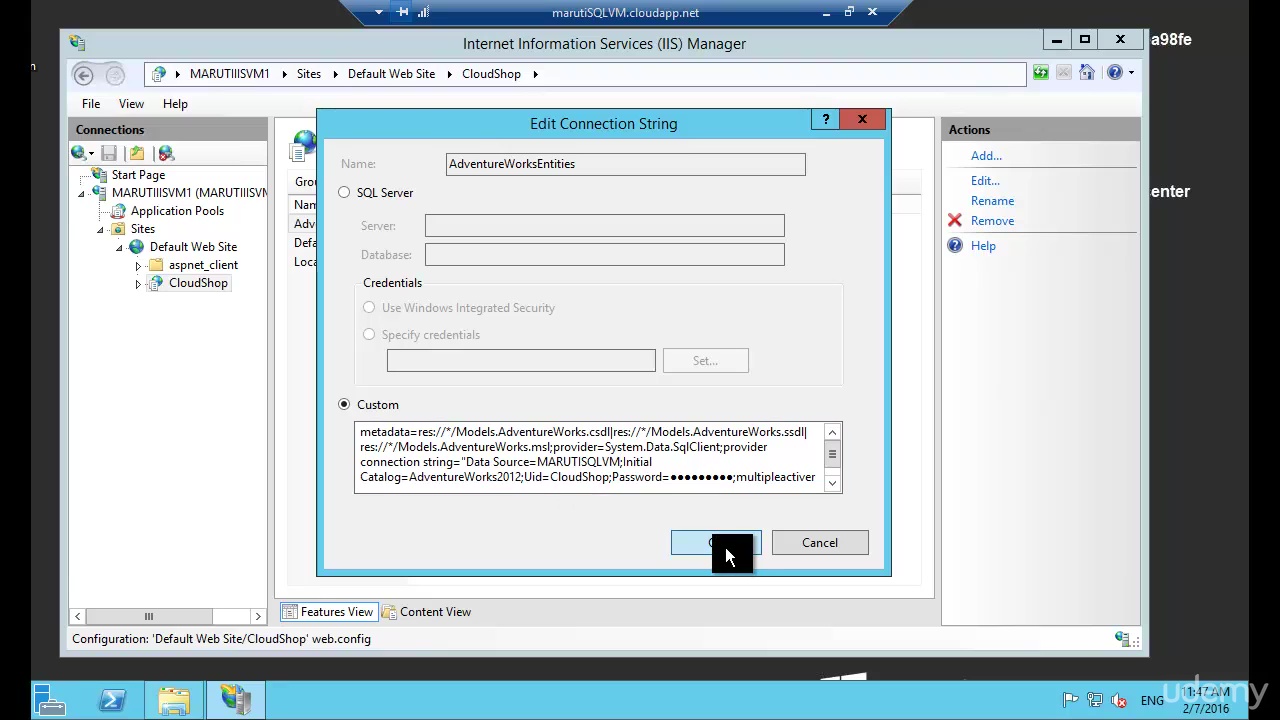 marutiSQLVM.cloudapp.net
a98fe
Internet Information Services (IIS) Manager
MARUTIIISVM1 Sites Default Web Site CloudShop
File View Help
Connections
Start Page
MARUTIIISVM1 (MARUTIIISVM
Application Pools
Sites
Default Web Site
aspnet_client
CloudShop
Grou
Nam
Adv
Defa
Loca
Edit Connection String
?
Name: AdventureWorksEntities
SQL Server
Server:
Database:
Credentials
Use Windows Integrated Security
Specify credentials
Set...
Custom
metadata=res://*/Models.AdventureWorks.csdl|res://*/Models.AdventureWorks.ssdl|
res://*/Models.AdventureWorks.msl;provider=System.Data.SqlClient;provider
connection string="Data Source=MARUTISQLVM;Initial
Catalog=AdventureWorks2012;Uid=CloudShop;Password=●●●●●●●●●;multipleactiver
Cancel
Actions
Add...
Edit...
Rename
Remove
Help
enter
Features View Content View
Configuration: 'Default Web Site/CloudShop' web.config
ENG
11:47 AM
2/7/2016
udemy